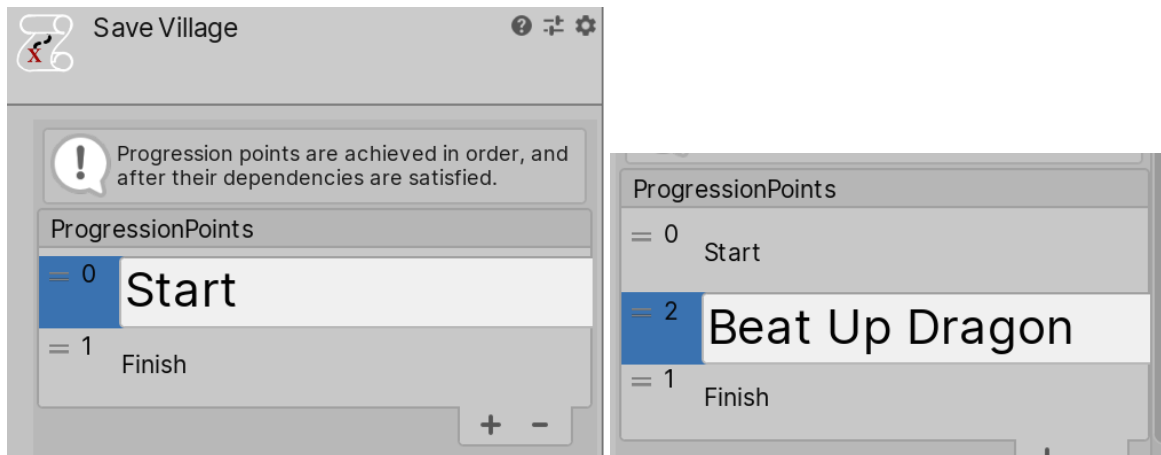 Save Village
Progression points are achieved in order, and
after their dependencies are satisfied.
ProgressionPoints
0 Start
1 Finish
ProgressionPoints
0 Start
2 Beat Up Dragon
1 Finish